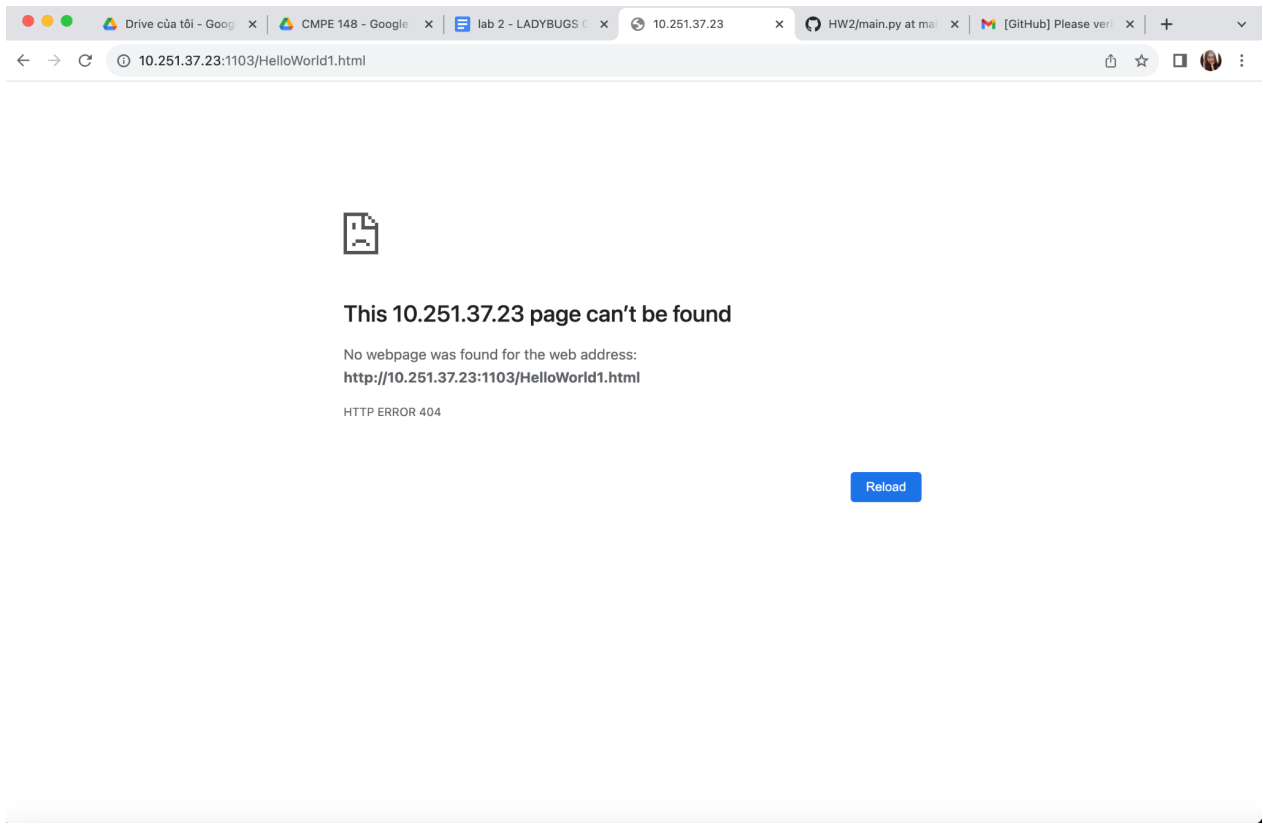 Drive của tôi - Goog
CMPE 148 - Google
lab 2 - LADYBUGS
10.251.37.23
HW2/main.py at mai
[GitHub] Please veri
10.251.37.23:1103/HelloWorld1.html
This 10.251.37.23 page can't be found
No webpage was found for the web address:
http://10.251.37.23:1103/HelloWorld1.html
HTTP ERROR 404
Reload